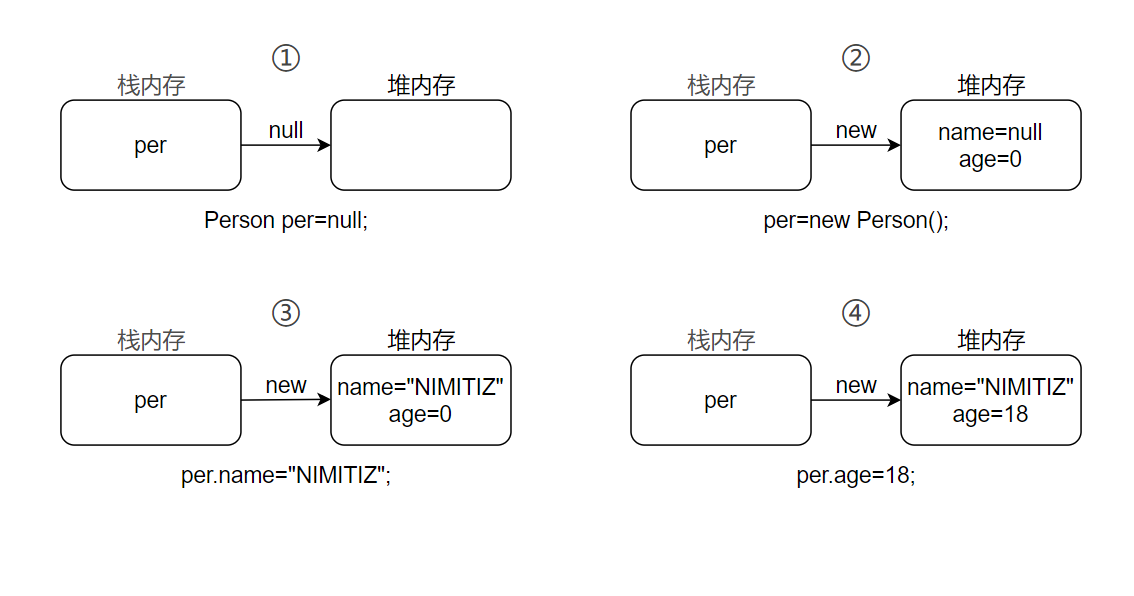 ①
栈内存
堆内存
per
null
Person per=null;
②
栈内存
堆内存
per
new
name=null
age=0
per=new Person();
③
栈内存
堆内存
per
new
name="NIMITIZ"
age=0
per.name="NIMITIZ";
④
栈内存
堆内存
per
new
name="NIMITIZ"
age=18
per.age=18;